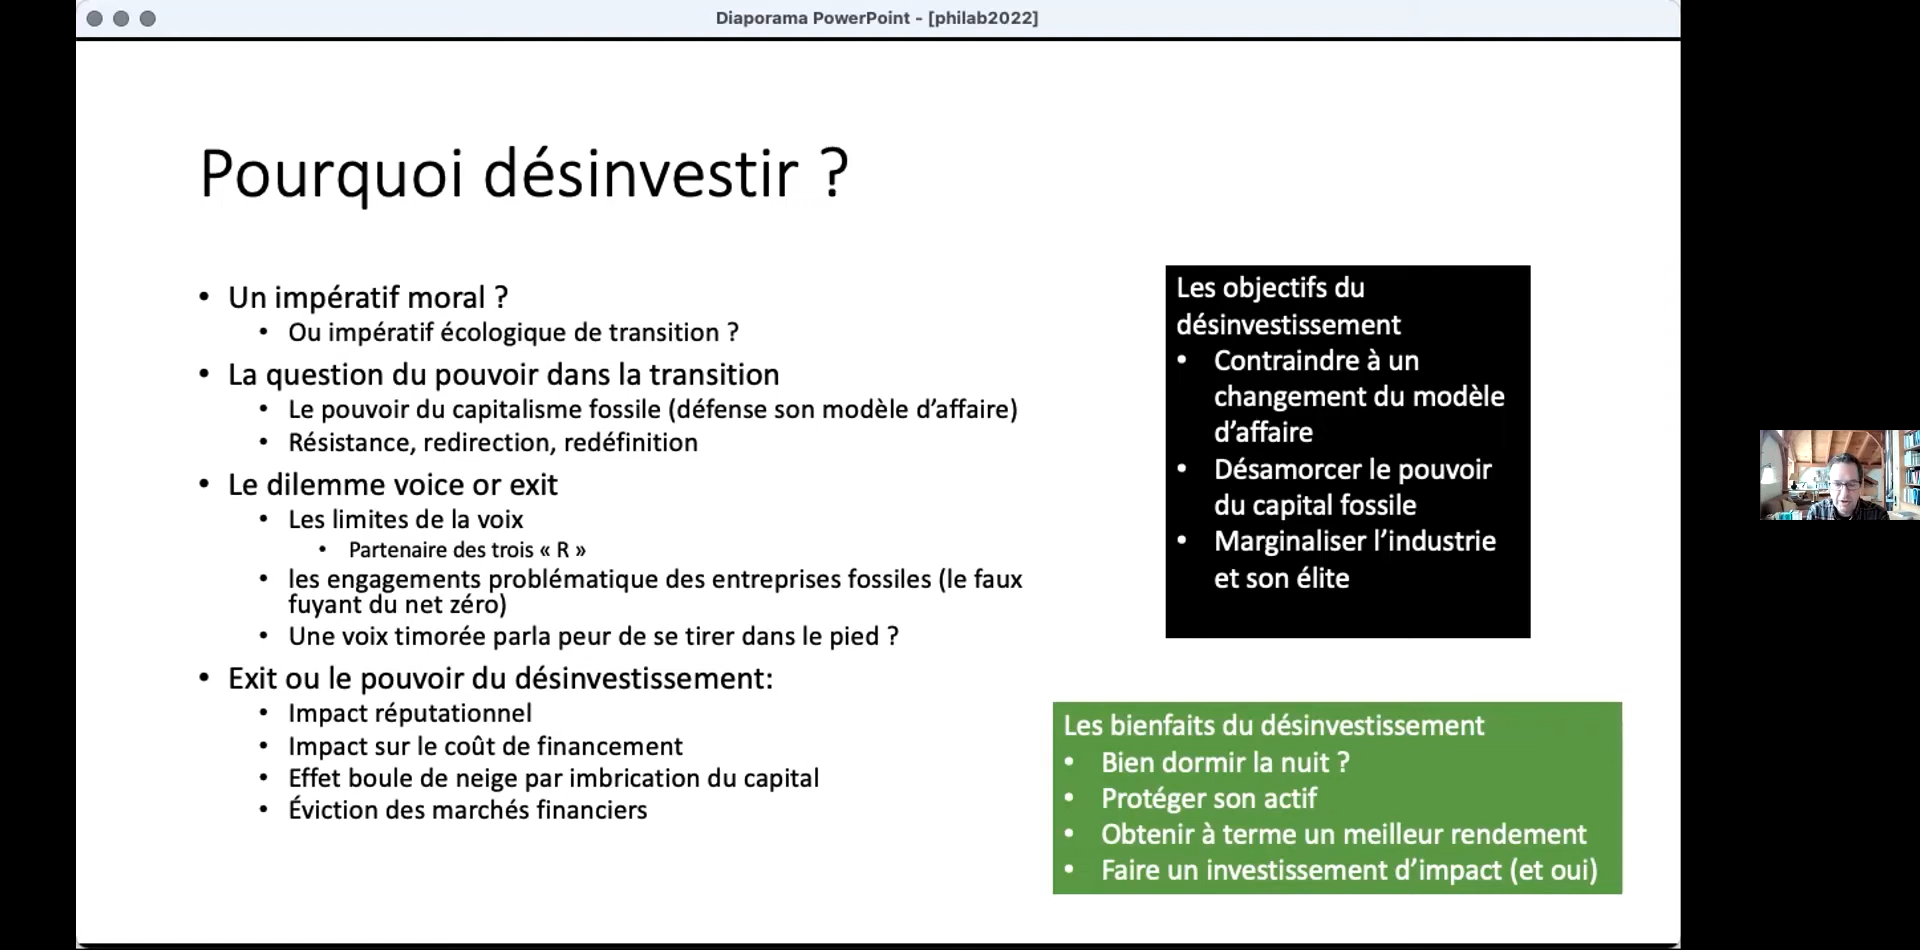 Diaporama PowerPoint - [philab2022]
Pourquoi désinvestir ?
• Un impératif moral ?
• Ou impératif écologique de transition ?
• La question du pouvoir dans la transition
• Le pouvoir du capitalisme fossile (défense son modèle d’affaire)
• Résistance, redirection, redéfinition
• Le dilemme voice or exit
• Les limites de la voix
• Partenaire des trois « R »
• les engagements problématique des entreprises fossiles (le faux
fuyant du net zéro)
• Une voix timorée parla peur de se tirer dans le pied ?
• Exit ou le pouvoir du désinvestissement:
• Impact réputationnel
• Impact sur le coût de financement
• Effet boule de neige par imbrication du capital
• Éviction des marchés financiers
Les objectifs du
désinvestissement
• Contraindre à un
changement du modèle
d’affaire
• Désamorcer le pouvoir
du capital fossile
• Marginaliser l’industrie
et son élite
Les bienfaits du désinvestissement
• Bien dormir la nuit ?
• Protéger son actif
• Obtenir à terme un meilleur rendement
• Faire un investissement d’impact (et oui)